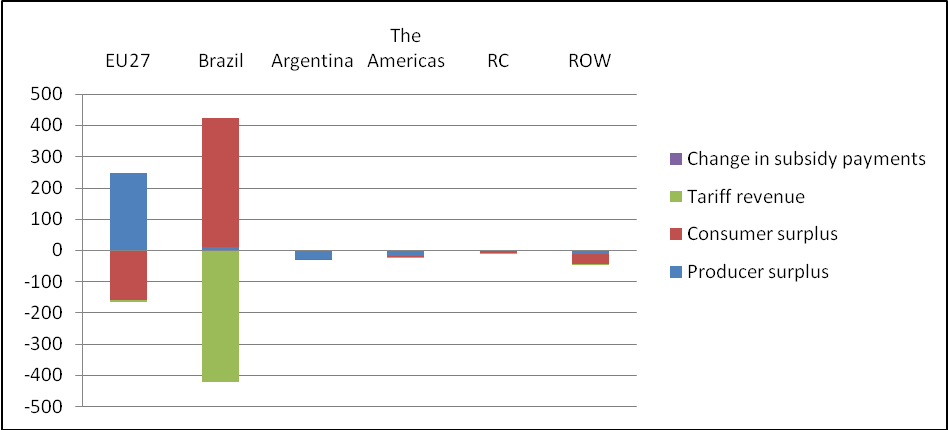 The
EU27 Brazil Argentina Americas RC ROW
500
400
300
200
100
0
-100
-200
-300
-400
-500
Change in subsidy payments
Tariff revenue
Consumer surplus
Producer surplus